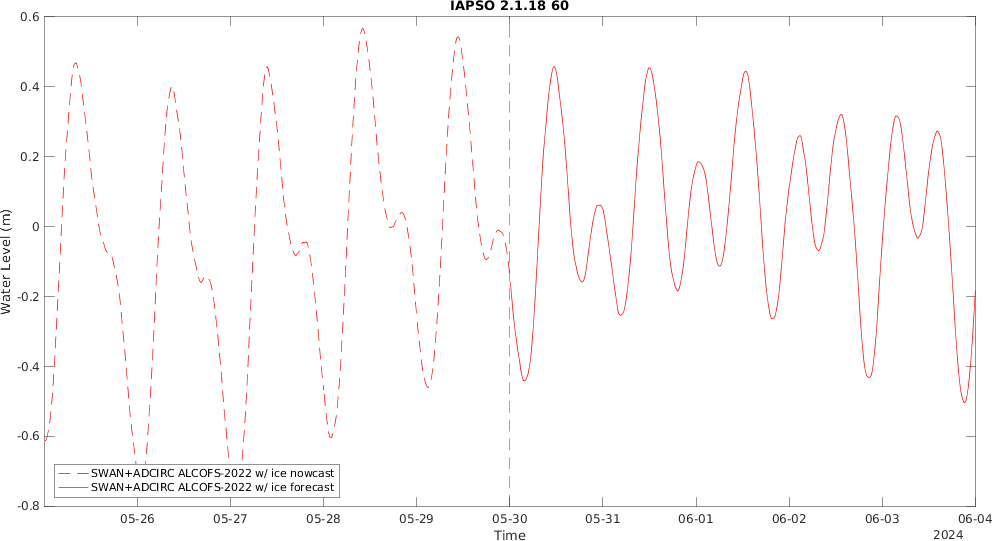 IAPSO 2.1.18 60
0.6
0.4
0.2
0
-0.2
-0.4
-0.6
-0.8
Water Level (m)
SWAN+ADCIRC ALCOFS-2022 w/ ice nowcast
SWAN+ADCIRC ALCOFS-2022 w/ ice forecast
05-26 05-27 05-28 05-29 05-30 05-31 06-01 06-02 06-03 06-04
Time
2024